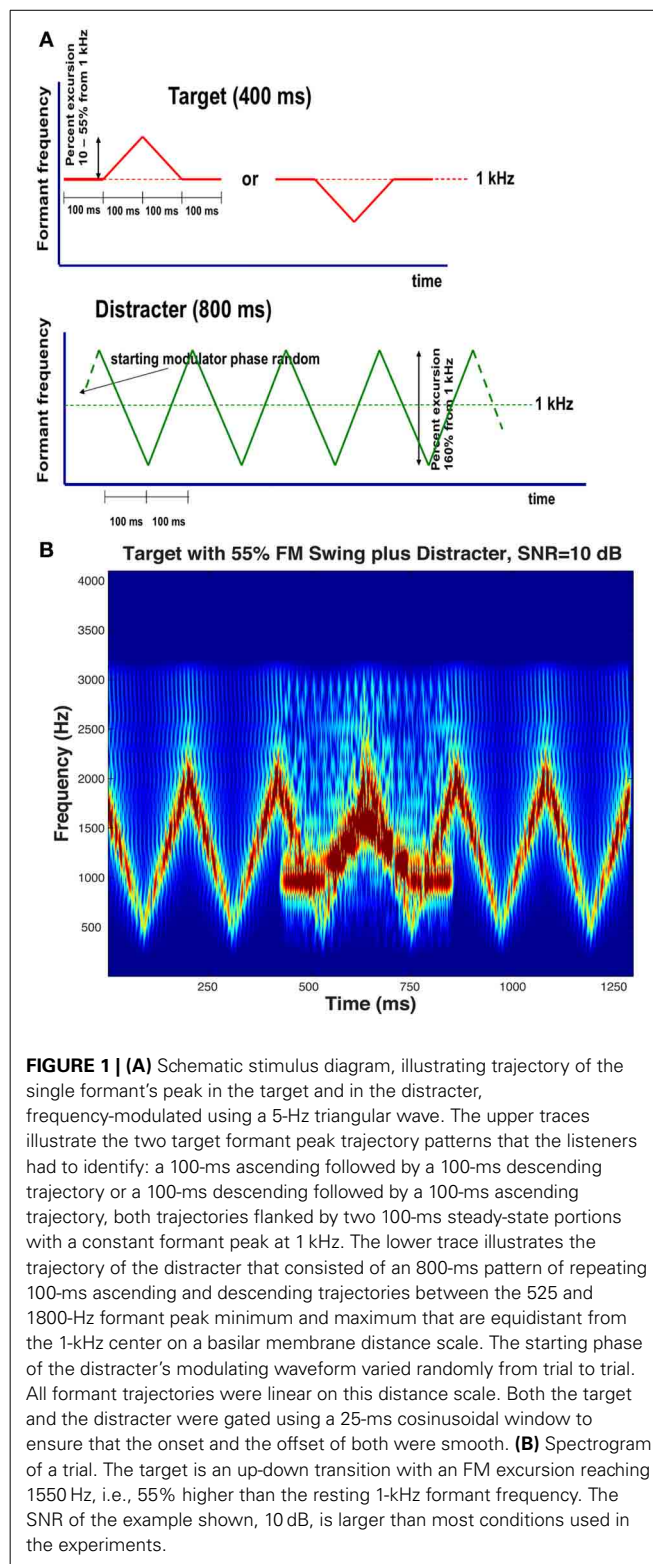 A
Percent excursion
10 – 55% from 1 kHz
Formant frequency
Target (400 ms)
or
1 kHz
100 ms 100 ms 100 ms 100 ms
time
Distracter (800 ms)
Formant frequency
starting modulator phase random
Percent excursion
160% from 1 kHz
1 kHz
100 ms 100 ms
time
B
Target with 55% FM Swing plus Distracter, SNR=10 dB
Frequency (Hz)
4000
3500
3000
2500
2000
1500
1000
500
250 500 750 1000 1250
Time (ms)
FIGURE 1 | (A) Schematic stimulus diagram, illustrating trajectory of the
single formant's peak in the target and in the distracter,
frequency-modulated using a 5-Hz triangular wave. The upper traces
illustrate the two target formant peak trajectory patterns that the listeners
had to identify: a 100-ms ascending followed by a 100-ms descending
trajectory or a 100-ms descending followed by a 100-ms ascending
trajectory, both trajectories flanked by two 100-ms steady-state portions
with a constant formant peak at 1 kHz. The lower trace illustrates the
trajectory of the distracter that consisted of an 800-ms pattern of repeating
100-ms ascending and descending trajectories between the 525 and
1800-Hz formant peak minimum and maximum that are equidistant from
the 1-kHz center on a basilar membrane distance scale. The starting phase
of the distracter's modulating waveform varied randomly from trial to trial.
All formant trajectories were linear on this distance scale. Both the target
and the distracter were gated using a 25-ms cosinusoidal window to
ensure that the onset and the offset of both were smooth. (B) Spectrogram
of a trial. The target is an up-down transition with an FM excursion reaching
1550 Hz, i.e., 55% higher than the resting 1-kHz formant frequency. The
SNR of the example shown, 10 dB, is larger than most conditions used in
the experiments.